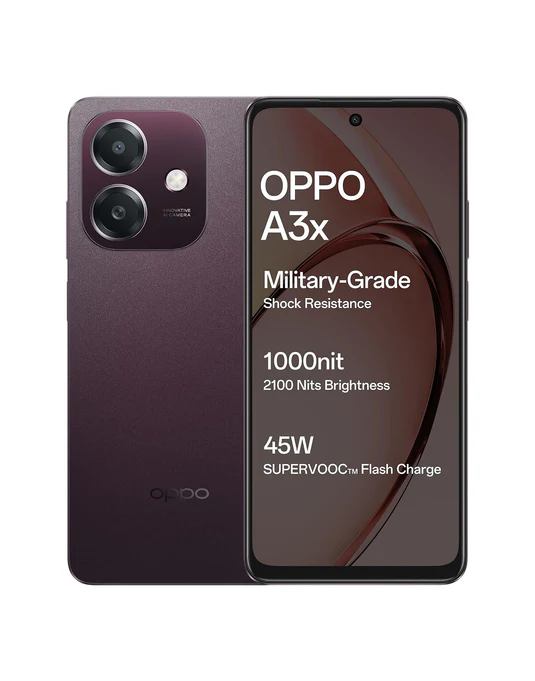 INNOVATIVE
AI CAMERA
oppo
OPPO
A3x
Military-Grade
Shock Resistance
1000nit
2100 Nits Brightness
45W
SUPERVOOC™ Flash Charge